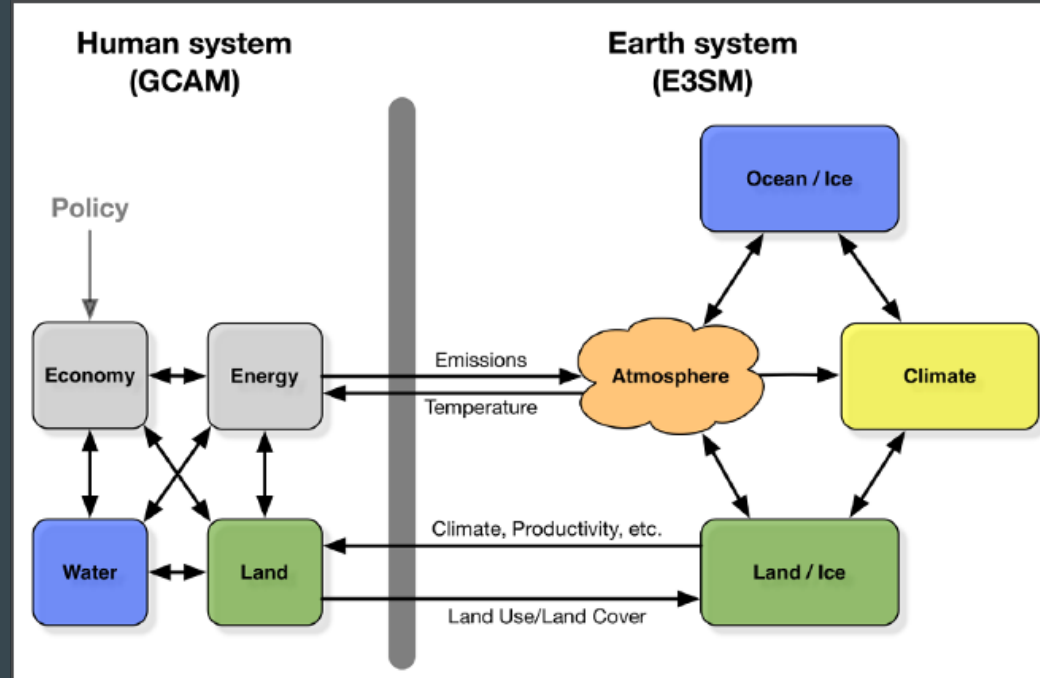 Human system
(GCAM)
Earth system
(E3SM)
Ocean / Ice
Policy
Economy
Energy
Emissions
Temperature
Atmosphere
Climate
Water
Land
Climate, Productivity, etc.
Land Use/Land Cover
Land / Ice